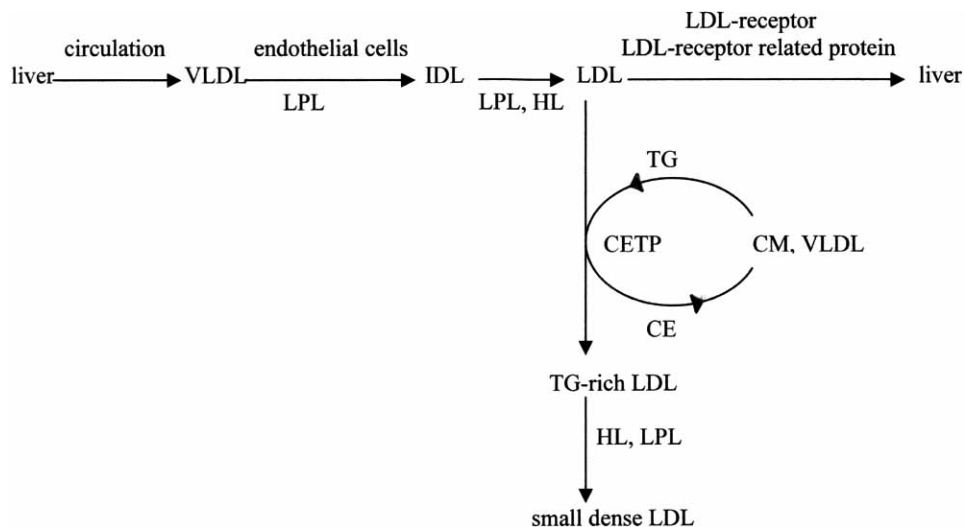 LDL-receptor
circulation endothelial cells LDL-receptor related protein
liver VLDL IDL LDL liver
LPL LPL, HL
TG
CETP CM, VLDL
CE
TG-rich LDL
HL, LPL
small dense LDL